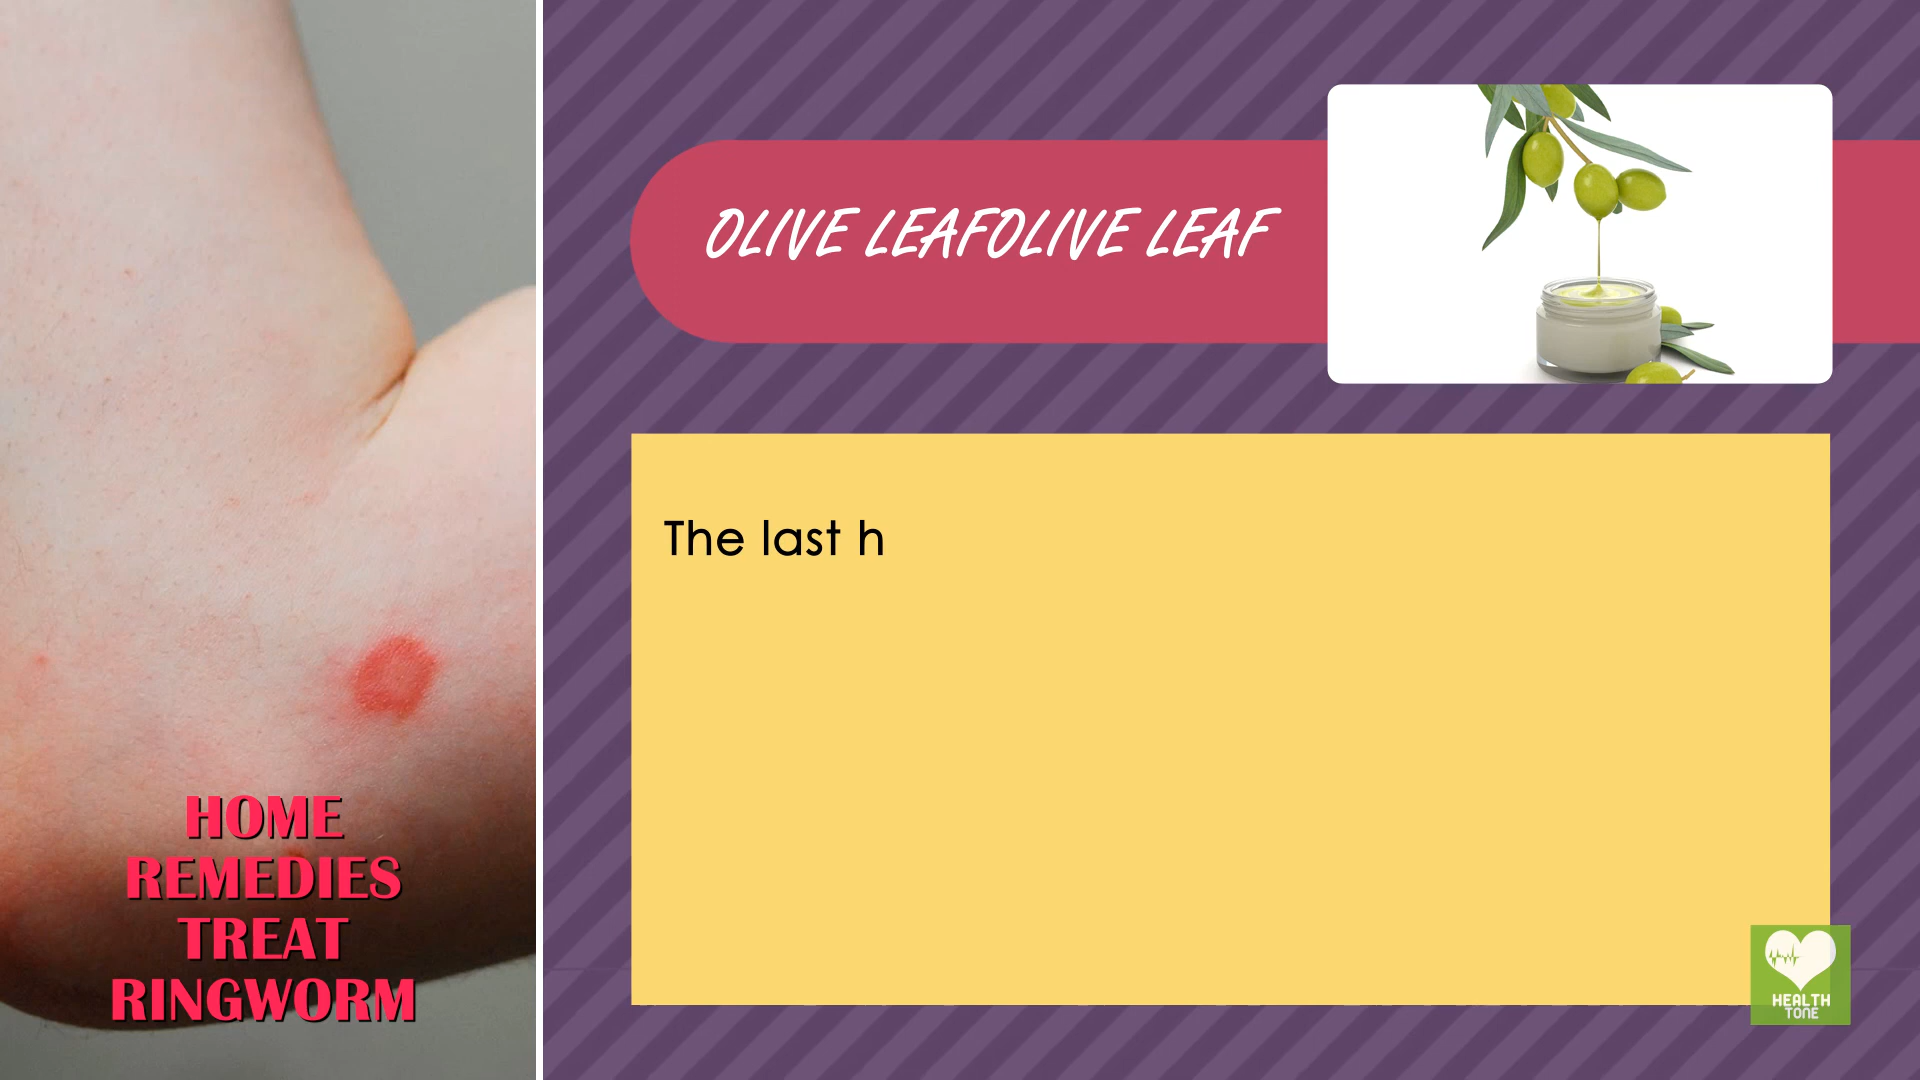 OLIVE LEAFOLIVE LEAF
The last h
HOME
REMEDIES
TREAT
RINGWORM
HEALTH
TONE